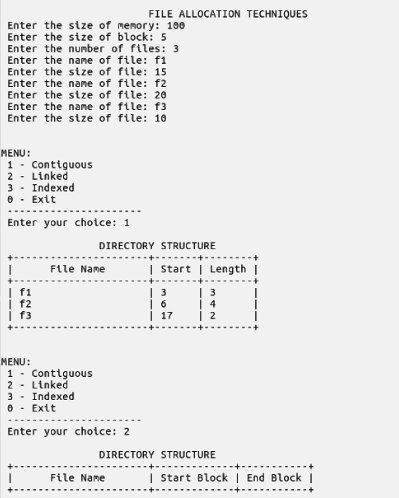 FILE ALLOCATION TECHNIQUES
Enter the size of memory: 100
Enter the size of block: 5
Enter the number of files: 3
Enter the name of file: f1
Enter the size of file: 15
Enter the name of file: f2
Enter the size of file: 20
Enter the name of file: f3
Enter the size of file: 10
MENU:
1 - Contiguous
2 - Linked
3 - Indexed
0 - Exit
----------------------
Enter your choice: 1
DIRECTORY STRUCTURE
+----------------------+-------+--------+
| File Name | Start | Length |
+----------------------+-------+--------+
| f1 | 3 | 3 |
| f2 | 6 | 4 |
| f3 | 17 | 2 |
+----------------------+-------+--------+
MENU:
1 - Contiguous
2 - Linked
3 - Indexed
0 - Exit
----------------------
Enter your choice: 2
DIRECTORY STRUCTURE
+----------------------+-------------+-----------+
| File Name | Start Block | End Block |
+----------------------+-------------+-----------+